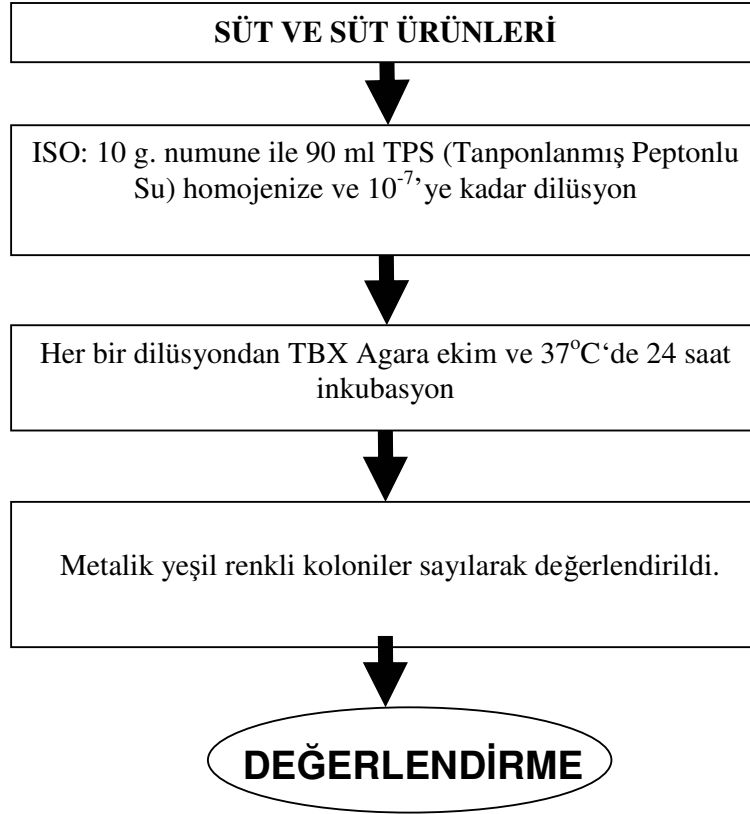 SÜT VE SÜT ÜRÜNLERİ
ISO: 10 g. numune ile 90 ml TPS (Tanponlanmış Peptonlu
Su) homojenize ve 10⁻⁷’ye kadar dilüsyon
Her bir dilüsyondan TBX Agara ekim ve 37°C‘de 24 saat
inkubasyon
Metalik yeşil renkli koloniler sayılarak değerlendirildi.
DEĞERLENDİRME